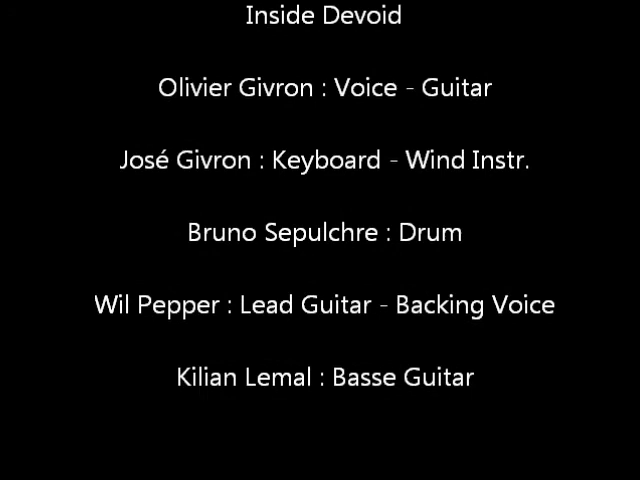 Inside Devoid
Olivier Givron : Voice - Guitar
José Givron : Keyboard - Wind Instr.
Bruno Sepulchre : Drum
Wil Pepper : Lead Guitar - Backing Voice
Kilian Lemal : Basse Guitar